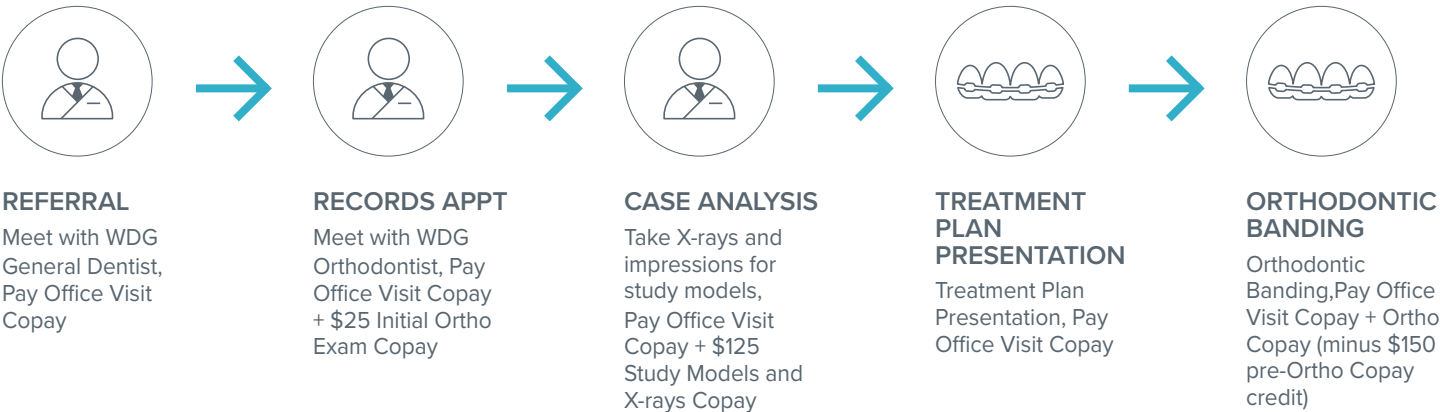 REFERRAL
Meet with WDG
General Dentist,
Pay Office Visit
Copay
RECORDS APPT
Meet with WDG
Orthodontist, Pay
Office Visit Copay
+ $25 Initial Ortho
Exam Copay
CASE ANALYSIS
Take X-rays and
impressions for
study models,
Pay Office Visit
Copay + $125
Study Models and
X-rays Copay
TREATMENT
PLAN
PRESENTATION
Treatment Plan
Presentation, Pay
Office Visit Copay
ORTHODONTIC
BANDING
Orthodontic
Banding,Pay Office
Visit Copay + Ortho
Copay (minus $150
pre-Ortho Copay
credit)